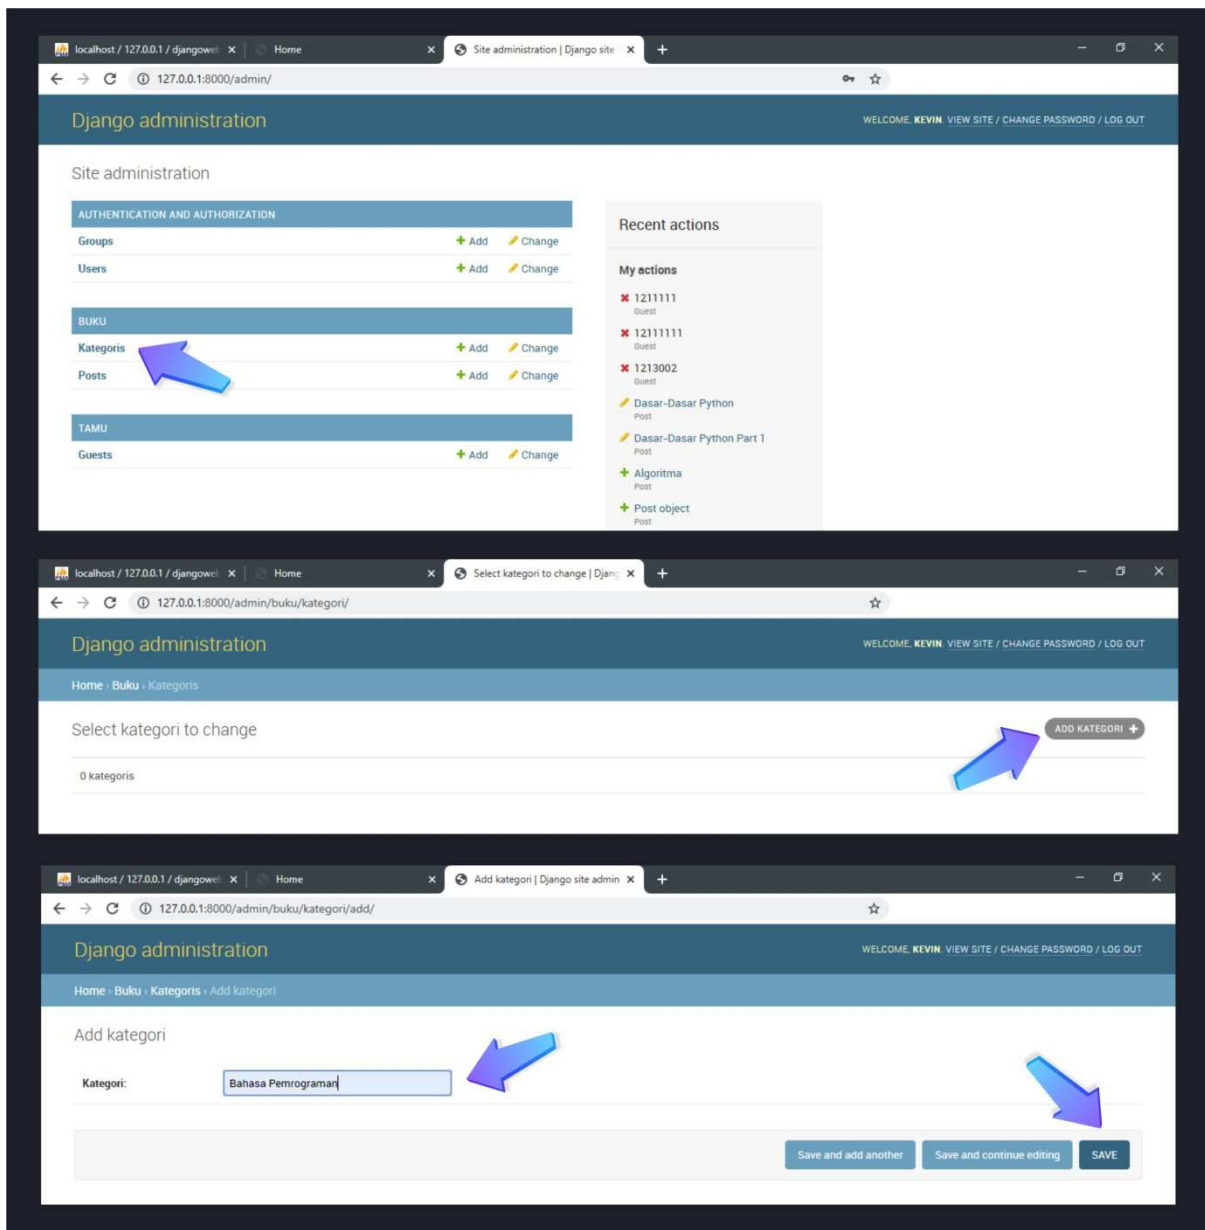 localhost / 127.0.0.1 / djangowel
Home
Site administration | Django site
127.0.0.1:8000/admin/
Django administration
WELCOME, KEVIN. VIEW SITE / CHANGE PASSWORD / LOG OUT
Site administration
AUTHENTICATION AND AUTHORIZATION
Groups
Add
Change
Users
Add
Change
BUKU
Kategoris
Add
Change
Posts
Add
Change
TAMU
Guests
Add
Change
Recent actions
My actions
1211111
Guest
12111111
Guest
1213002
Guest
Dasar-Dasar Python
Post
Dasar-Dasar Python Part 1
Post
Algoritma
Post
Post object
Post
localhost / 127.0.0.1 / djangowel
Home
Select kategori to change | Djang
127.0.0.1:8000/admin/buku/kategori/
Django administration
WELCOME, KEVIN. VIEW SITE / CHANGE PASSWORD / LOG OUT
Home › Buku › Kategoris
Select kategori to change
ADD KATEGORI
0 kategoris
localhost / 127.0.0.1 / djangowel
Home
Add kategori | Django site admin
127.0.0.1:8000/admin/buku/kategori/add/
Django administration
WELCOME, KEVIN. VIEW SITE / CHANGE PASSWORD / LOG OUT
Home › Buku › Kategoris › Add kategori
Add kategori
Kategori:
Bahasa Pemrograman
Save and add another
Save and continue editing
SAVE